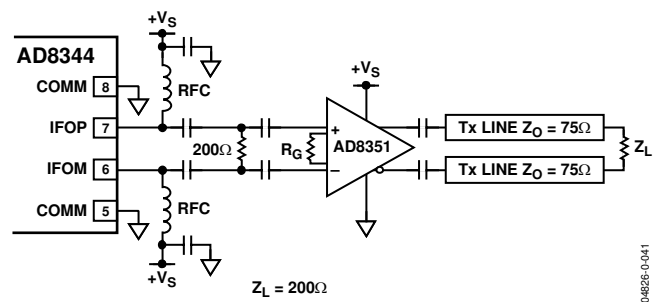 +VS
AD8344
COMM 8
RFC
+VS
IFOP 7
+
200Ω
RG
AD8351
Tx LINE ZO = 75Ω
ZL
IFOM 6
–
Tx LINE ZO = 75Ω
RFC
COMM 5
+VS
ZL = 200Ω
04826-0-041